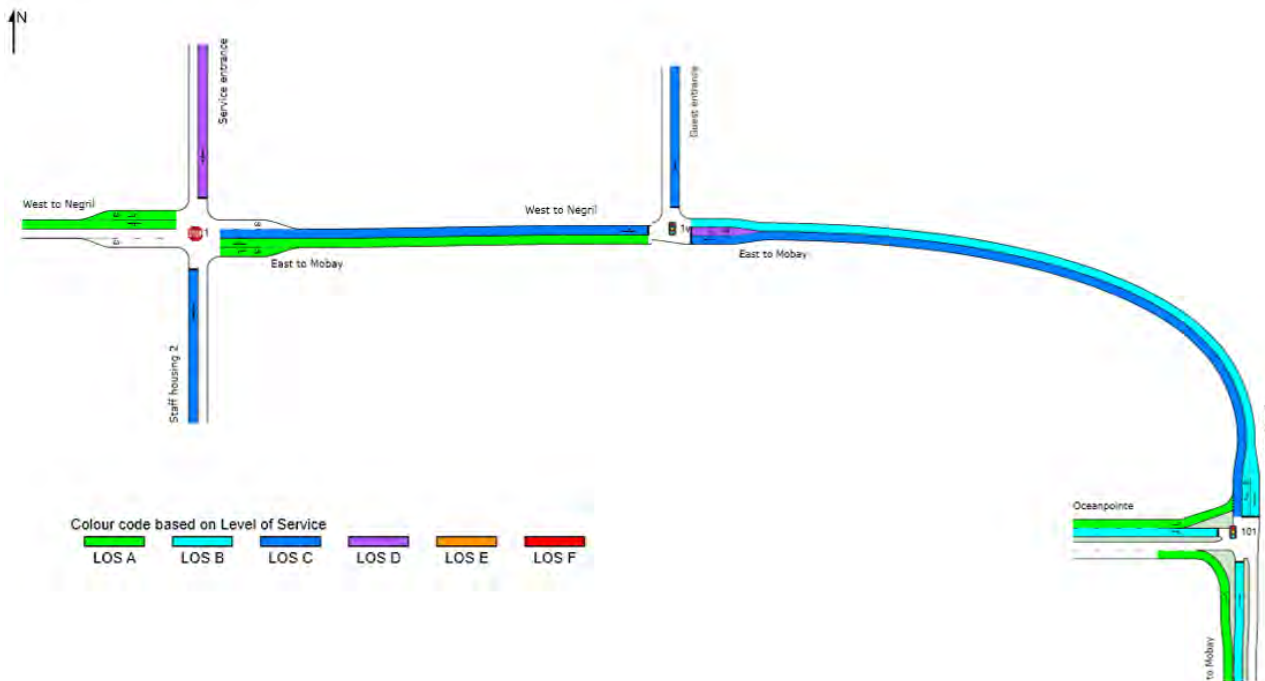 N
Service entrance
Guest entrance
West to Negril
1
West to Negril
East to Mobay
East to Mobay
Staff housing 2
Oceanpointe
101
Colour code based on Level of Service
LOS A
LOS B
LOS C
LOS D
LOS E
LOS F
to Mobay